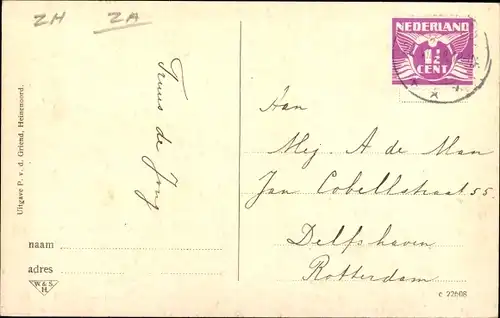 ZH ZA
Uitgave P. v. d. Griend, Heinenoord.
Truus de Jong
naam
adres
W & S
H
NEDERLAND
1½
CENT
Aan
Mej. A de Man
Jan Cobellstraat 55
Delfshaven
Rotterdam
c 22608